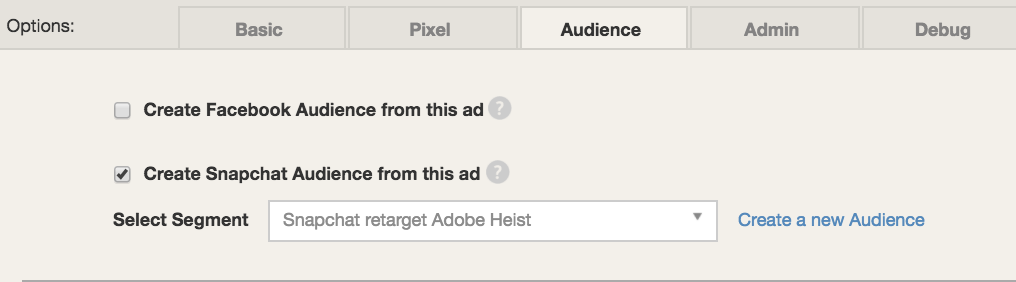 Options: Basic Pixel Audience Admin Debug
Create Facebook Audience from this ad ?
Create Snapchat Audience from this ad ?
Select Segment Snapchat retarget Adobe Heist Create a new Audience